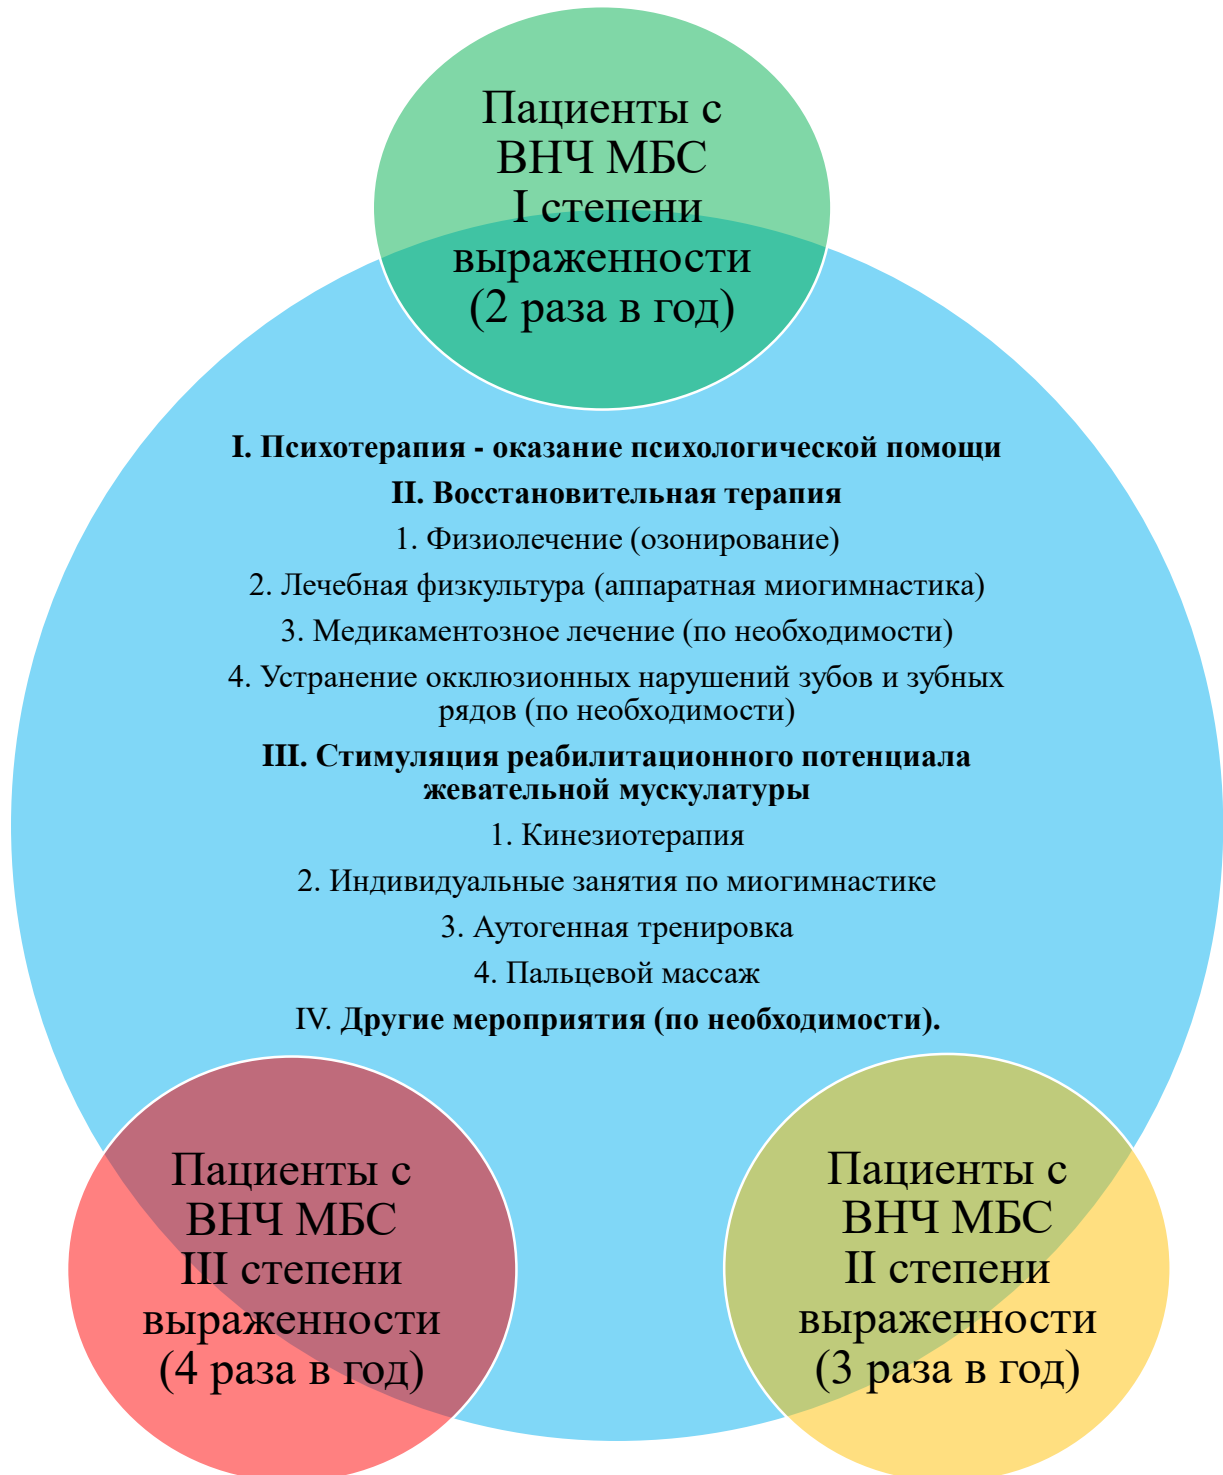 Пациенты с
ВНЧ МБС
I степени
выраженности
(2 раза в год)
I. Психотерапия - оказание психологической помощи
II. Восстановительная терапия
1. Физиолечение (озонирование)
2. Лечебная физкультура (аппаратная миогимнастика)
3. Медикаментозное лечение (по необходимости)
4. Устранение окклюзионных нарушений зубов и зубных
рядов (по необходимости)
III. Стимуляция реабилитационного потенциала
жевательной мускулатуры
1. Кинезиотерапия
2. Индивидуальные занятия по миогимнастике
3. Аутогенная тренировка
4. Пальцевой массаж
IV. Другие мероприятия (по необходимости).
Пациенты с
ВНЧ МБС
III степени
выраженности
(4 раза в год)
Пациенты с
ВНЧ МБС
II степени
выраженности
(3 раза в год)